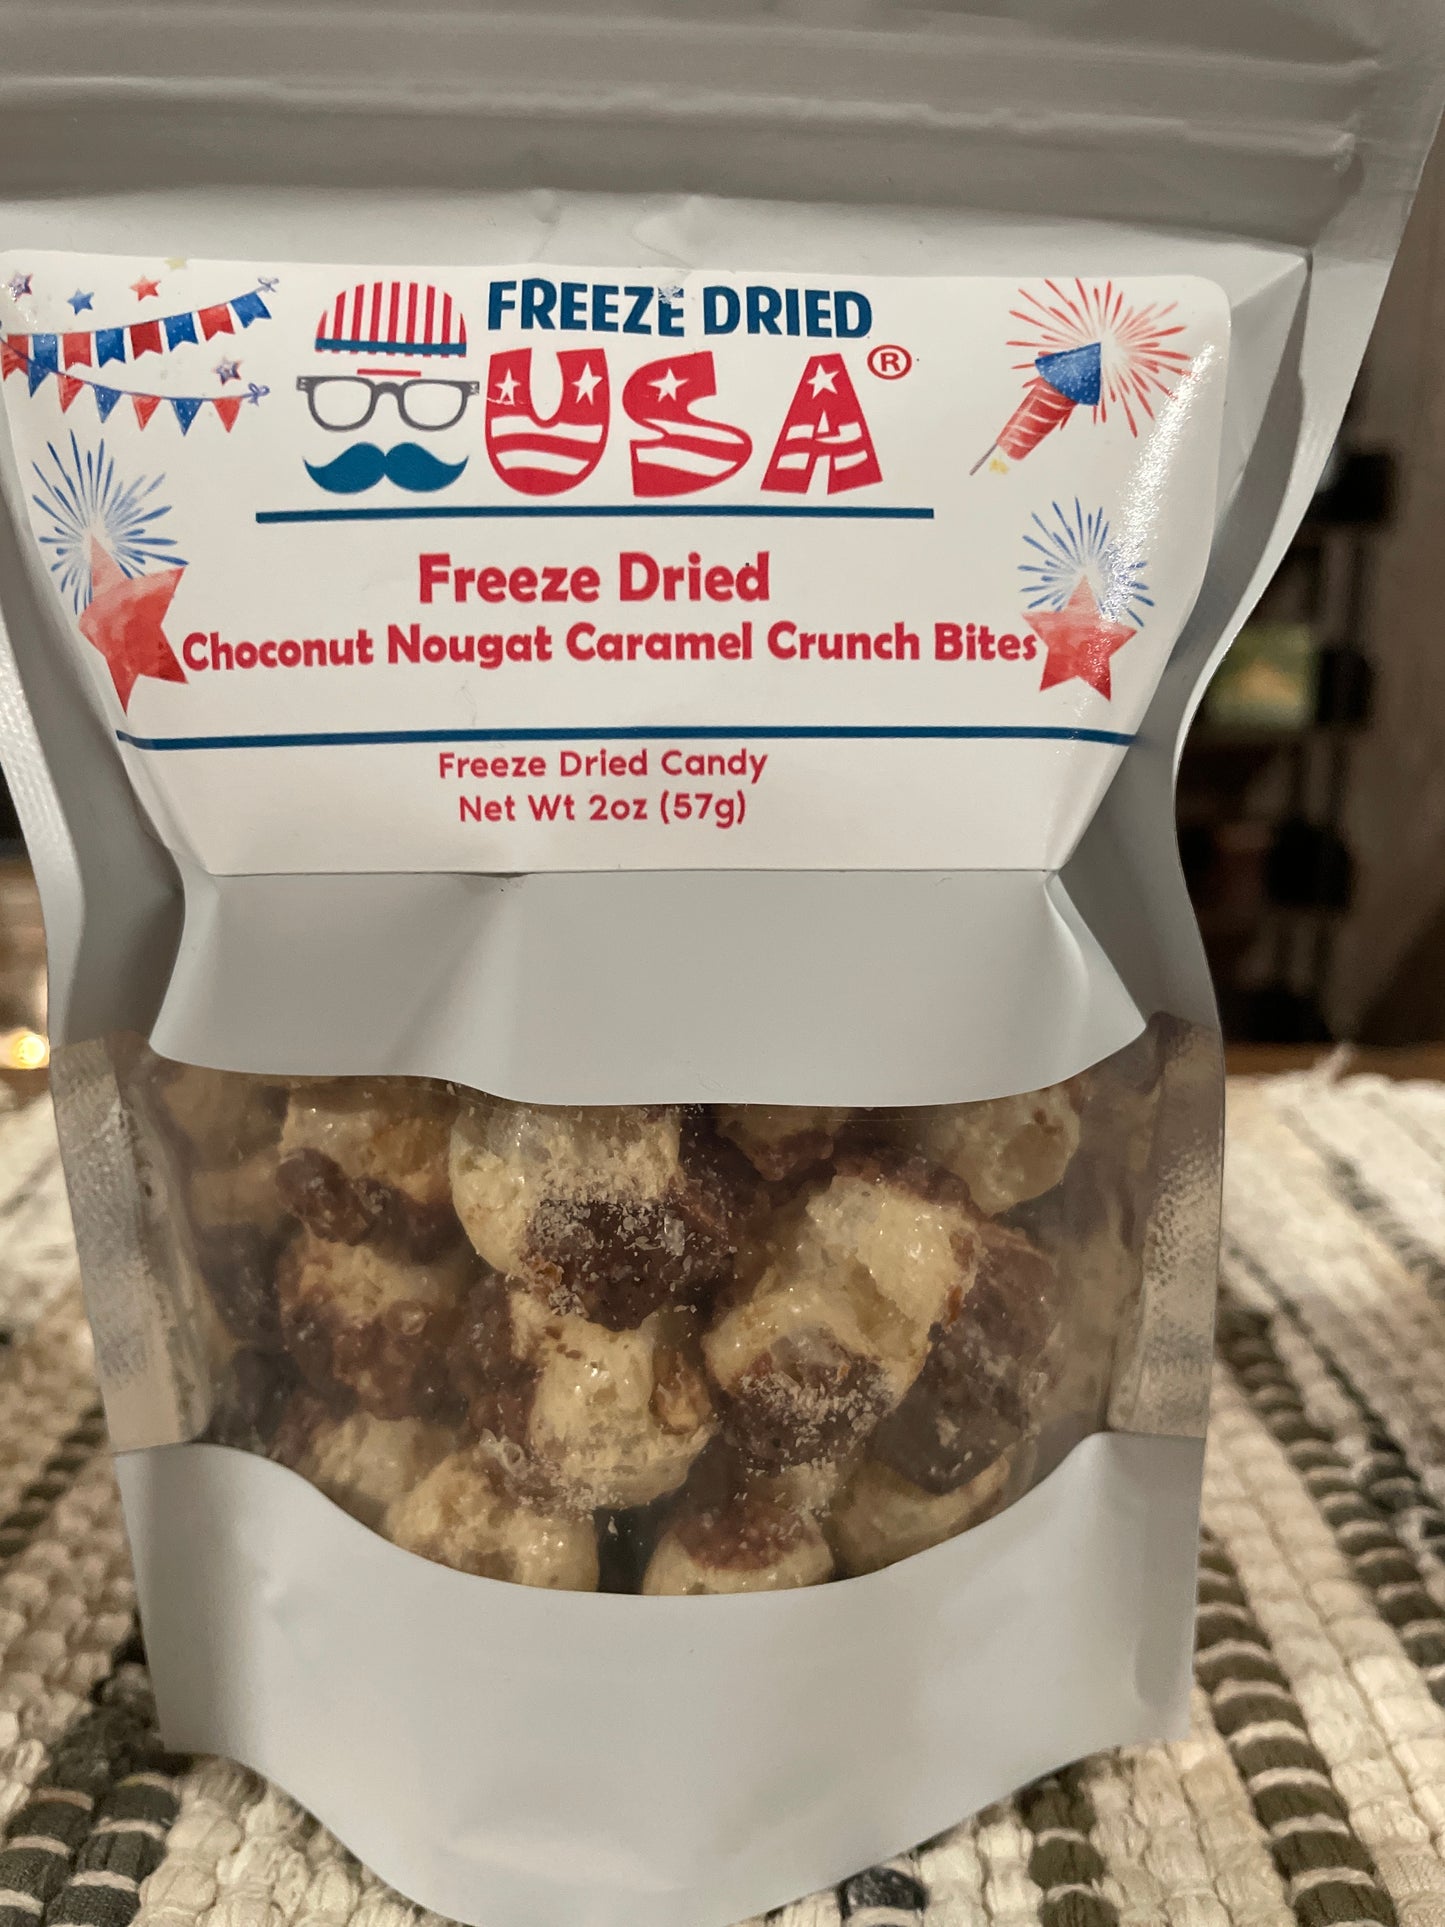 FREEZE DRIED
USA®
Freeze Dried
Choconut Nougat Caramel Crunch Bites
Freeze Dried Candy
Net Wt 2oz (57g)